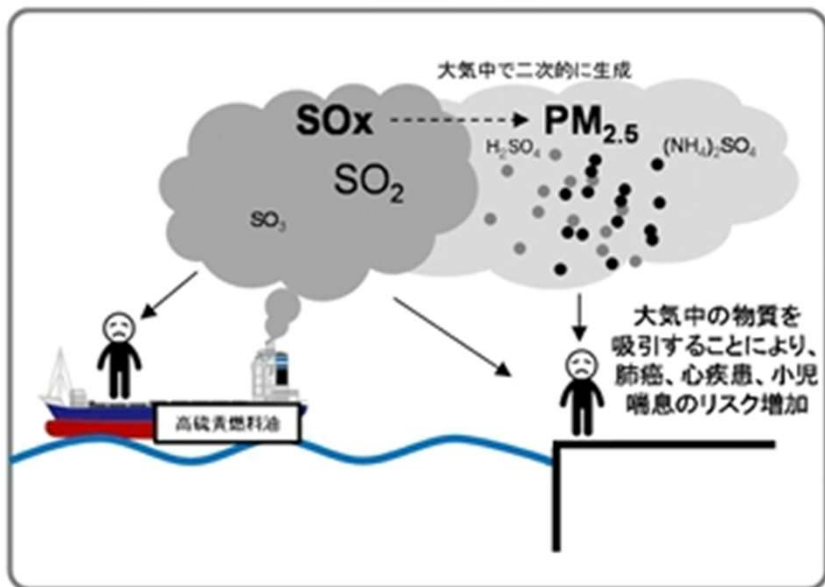 大気中で二次的に生成
SOx
PM2.5
H2SO4
(NH4)2SO4
SO2
SO3
大気中の物質を
吸引することにより、
肺癌、心疾患、小児
喘息のリスク増加
高硫黄燃料油